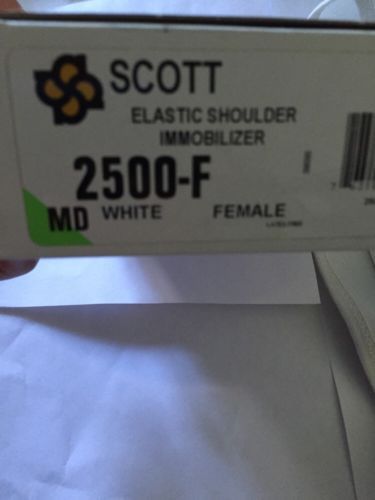 SCOTT
ELASTIC SHOULDER
IMMOBILIZER
2500-F
MD WHITE FEMALE